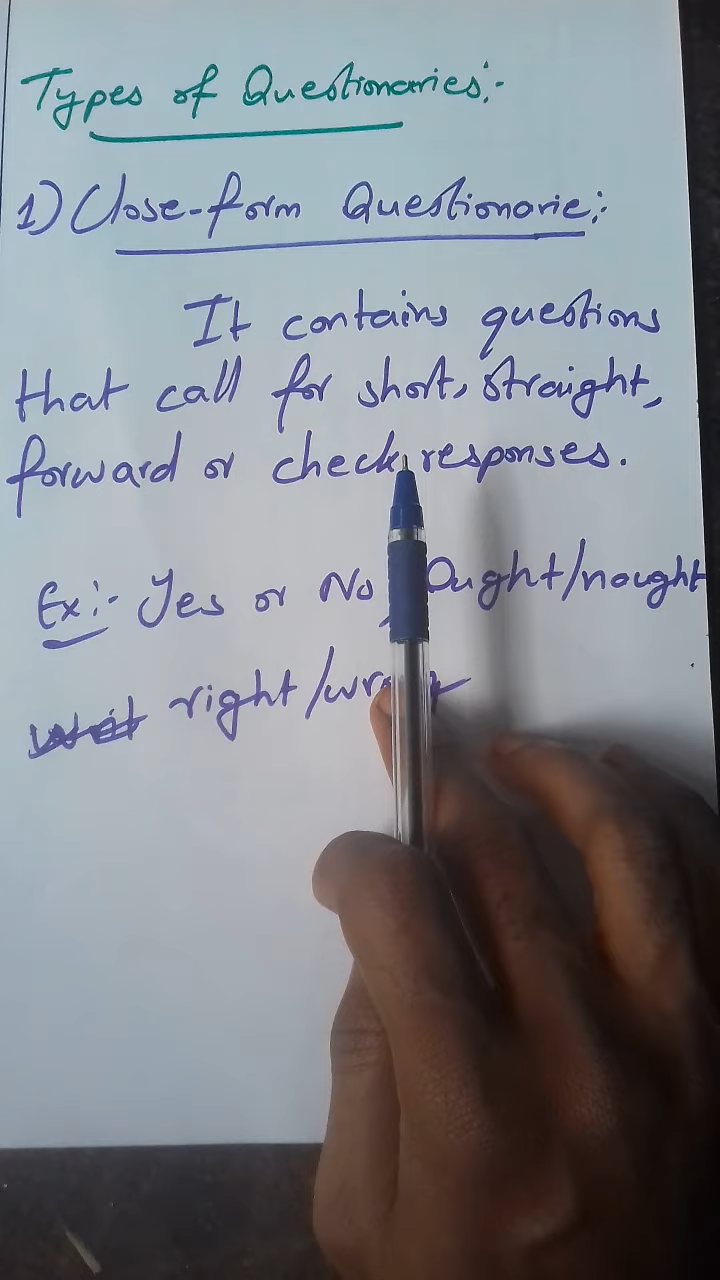 Types of Questionaries:-
1) Close-form Questionarie:-
It contains questions
that call for short, straight,
forward or check responses.
Ex:- Yes or No, Ought/nought
right/wrong